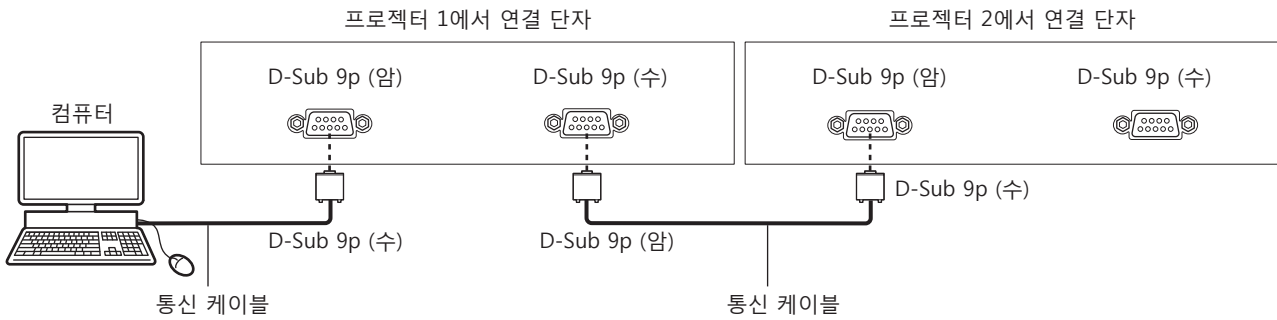 프로젝터 1에서 연결 단자
프로젝터 2에서 연결 단자
D-Sub 9p (암)
D-Sub 9p (수)
D-Sub 9p (암)
D-Sub 9p (수)
컴퓨터
D-Sub 9p (수)
D-Sub 9p (수)
D-Sub 9p (암)
통신 케이블
통신 케이블